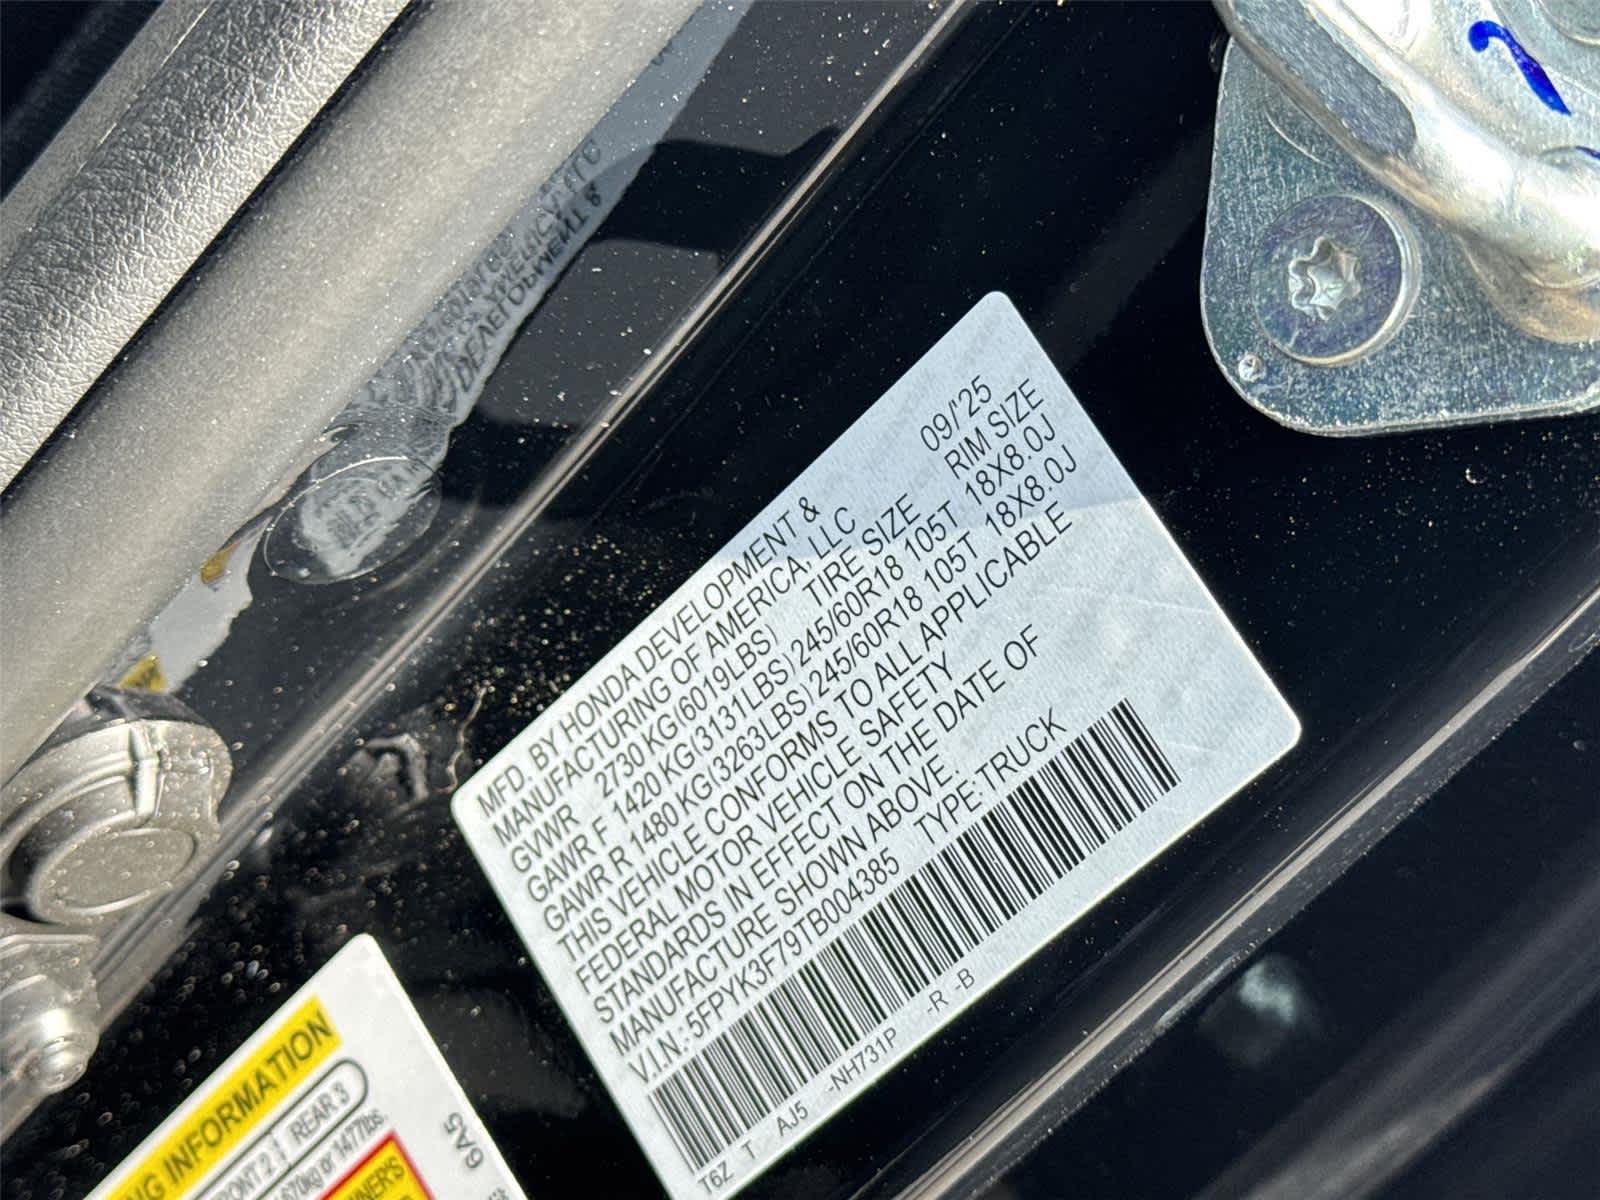 09/'25
MFD. BY HONDA DEVELOPMENT &
MANUFACTURING OF AMERICA, LLC
TIRE SIZE RIM SIZE
GVWR 2730 KG(6019LBS)
GAWR F 1420 KG(3131LBS) 245/60R18 105T 18X8.0J
GAWR R 1480 KG(3263LBS) 245/60R18 105T 18X8.0J
THIS VEHICLE CONFORMS TO ALL APPLICABLE
FEDERAL MOTOR VEHICLE SAFETY
STANDARDS IN EFFECT ON THE DATE OF
MANUFACTURE SHOWN ABOVE.
V.I.N.:5FPYK3F79TB004385 TYPE:TRUCK
T6Z T AJ5 -NH731P -R -B
INFORMATION
REAR 3
1477lbs.
6A5